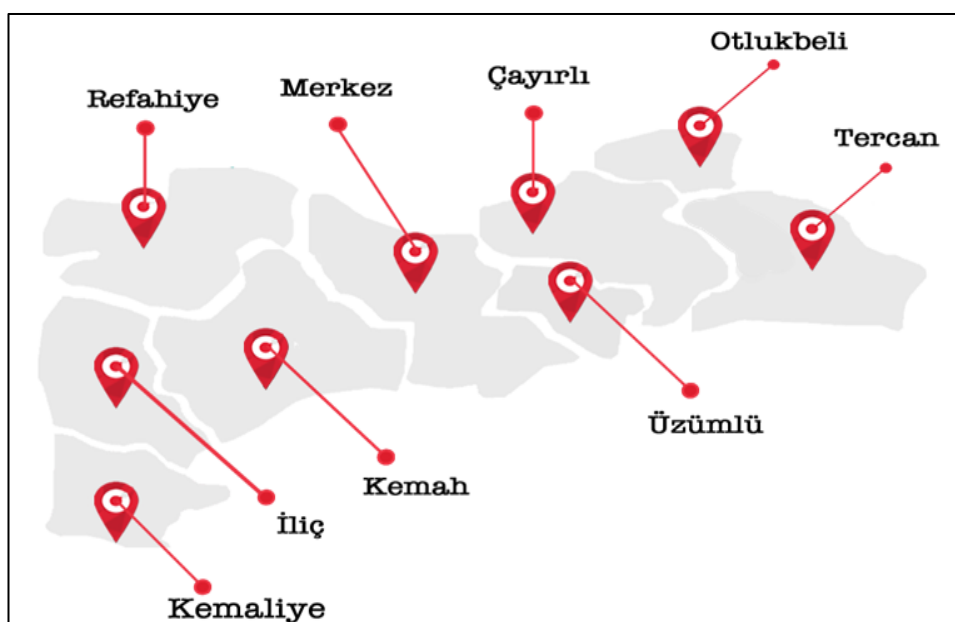 Otlukbeli
Çayırlı
Merkez
Refahiye
Tercan
Üzümlü
Kemah
İliç
Kemaliye